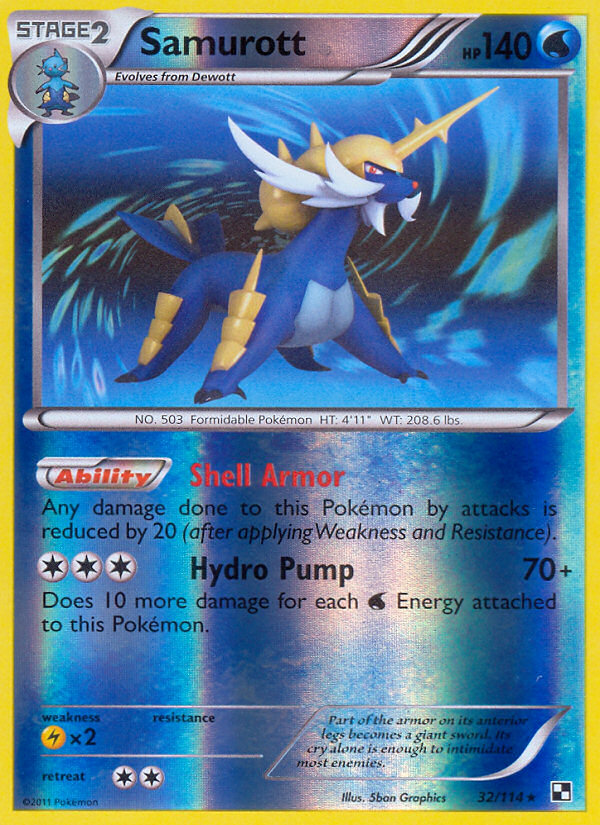 STAGE2
Samurott
HP140
Evolves from Dewott
NO. 503 Formidable Pokémon HT: 4'11" WT: 208.6 lbs.
Ability Shell Armor
Any damage done to this Pokémon by attacks is
reduced by 20 (after applying Weakness and Resistance).
Hydro Pump 70+
Does 10 more damage for each Energy attached
to this Pokémon.
weakness resistance
×2
Part of the armor on its anterior
legs becomes a giant sword. Its
cry alone is enough to intimidate
most enemies.
retreat
©2011 Pokémon
Illus. 5ban Graphics 32/114 ★